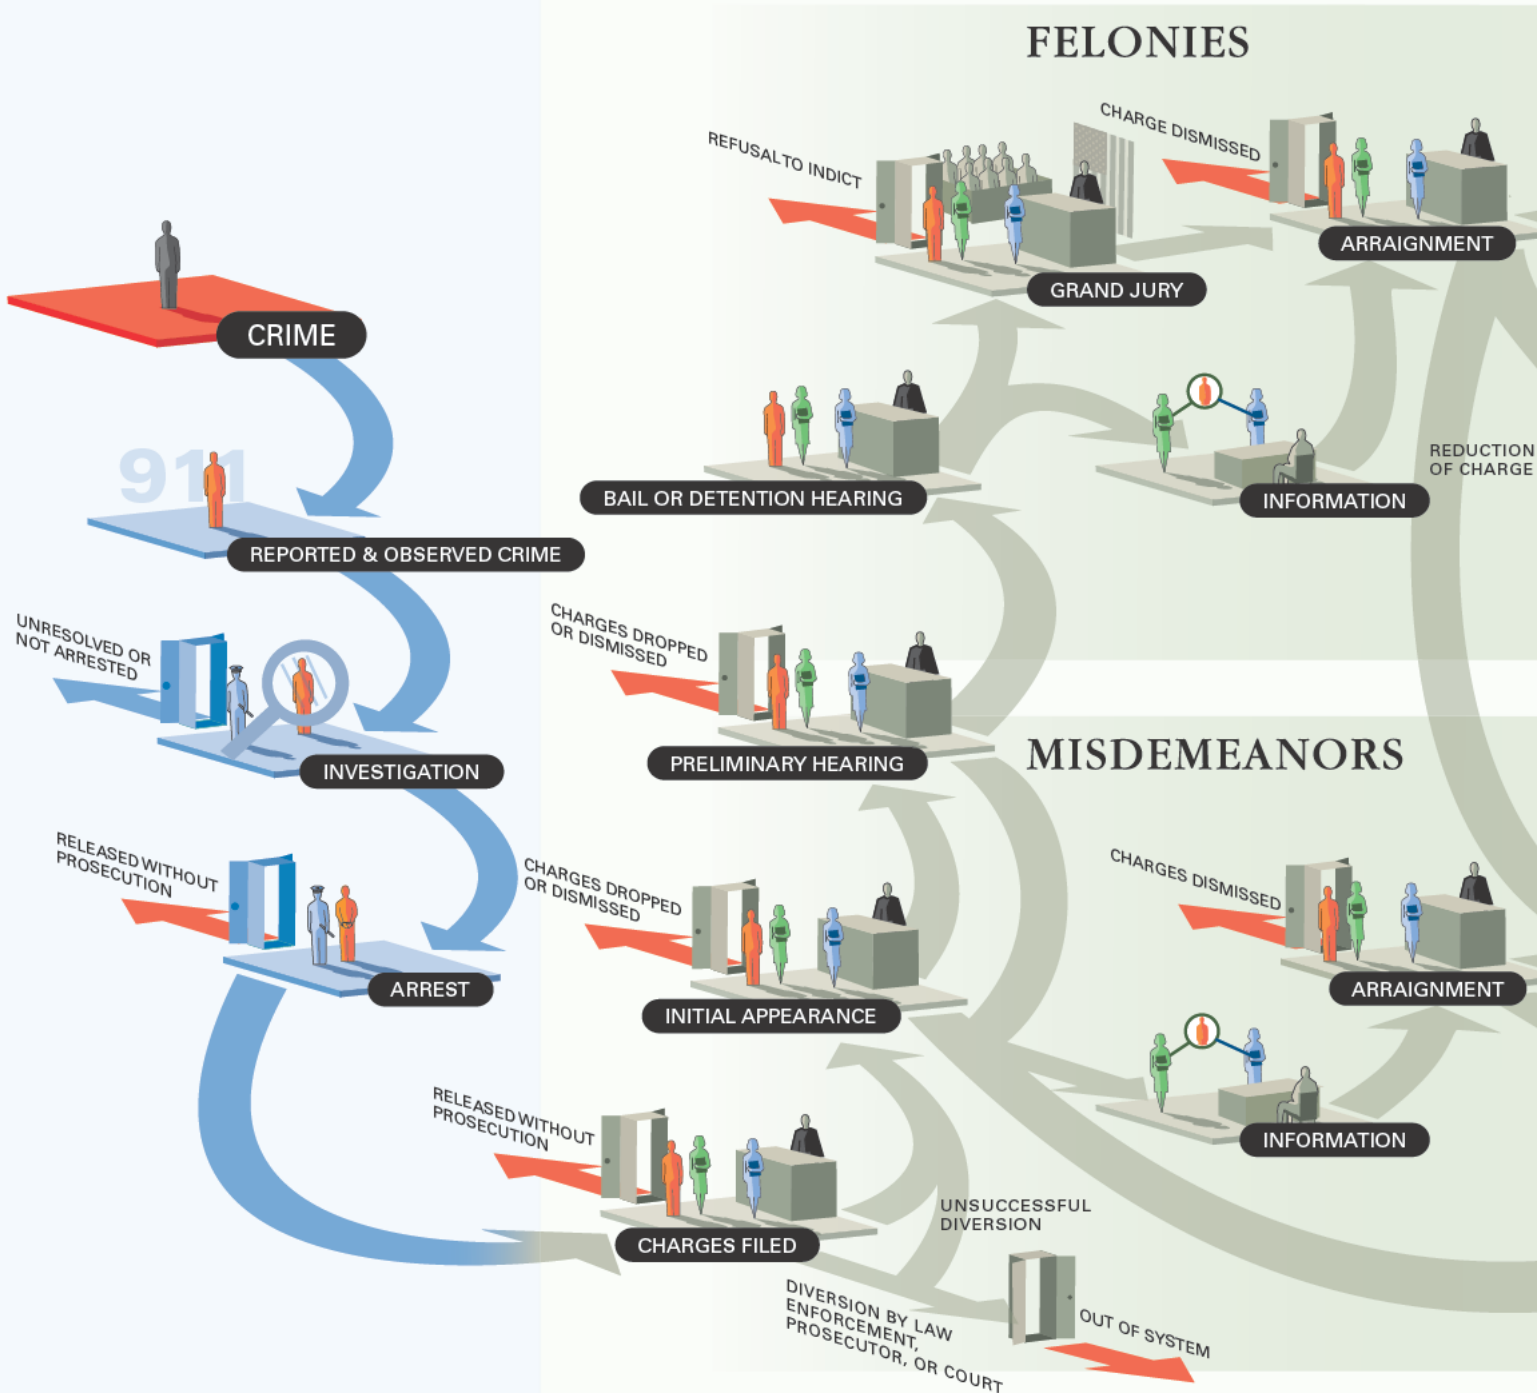 FELONIES
CHARGE DISMISSED
REFUSAL TO INDICT
ARRAIGNMENT
GRAND JURY
CRIME
911
REDUCTION
OF CHARGE
BAIL OR DETENTION HEARING
INFORMATION
REPORTED & OBSERVED CRIME
UNRESOLVED OR
NOT ARRESTED
CHARGES DROPPED
OR DISMISSED
INVESTIGATION
PRELIMINARY HEARING
MISDEMEANORS
RELEASED WITHOUT
PROSECUTION
CHARGES DROPPED
OR DISMISSED
CHARGES DISMISSED
ARREST
INITIAL APPEARANCE
ARRAIGNMENT
RELEASED WITHOUT
PROSECUTION
INFORMATION
UNSUCCESSFUL
DIVERSION
CHARGES FILED
DIVERSION BY LAW
ENFORCEMENT,
PROSECUTOR, OR COURT
OUT OF SYSTEM